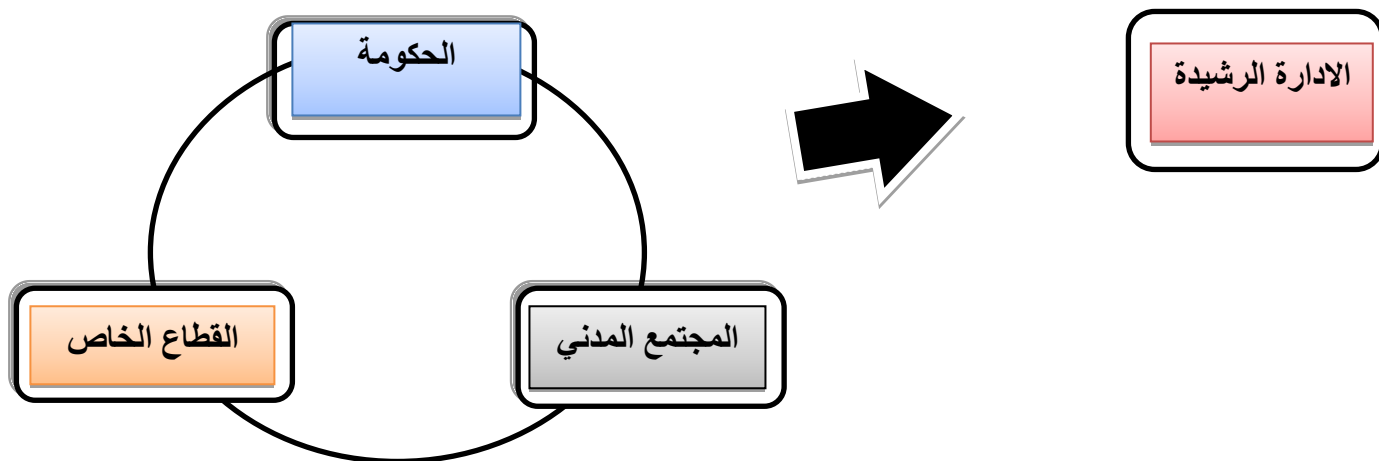 الحكومة
الادارة الرشيدة
المجتمع المدني
القطاع الخاص